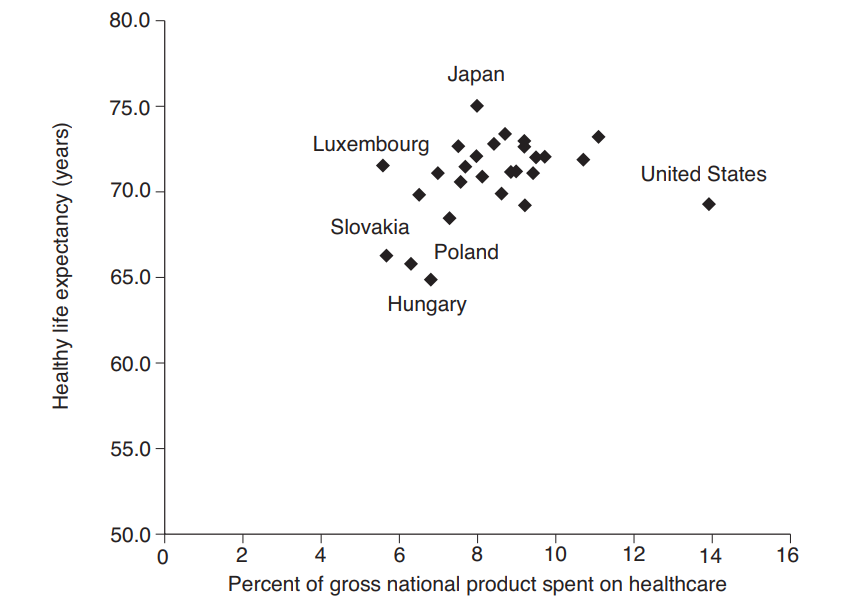 80.0
Japan
75.0
Luxembourg
United States
70.0
Slovakia
Poland
65.0
Hungary
60.0
55.0
50.0
0 2 4 6 8 10 12 14 16
Percent of gross national product spent on healthcare
Healthy life expectancy (years)